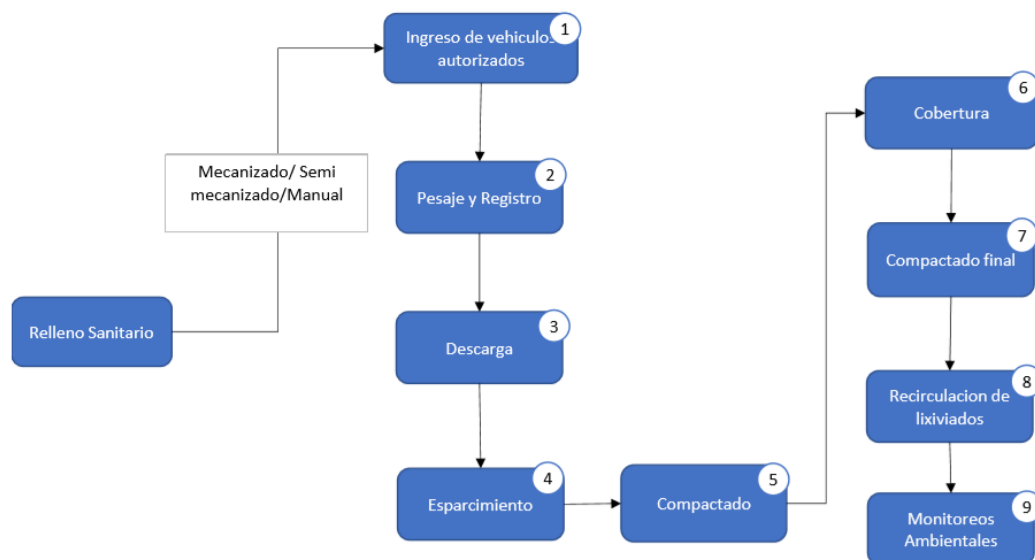 Ingreso de vehiculos
autorizados
1
Mecanizado/ Semi
mecanizado/Manual
Relleno Sanitario
Pesaje y Registro
2
Descarga
3
Esparcimiento
4
Compactado
5
Cobertura
6
Compactado final
7
Recirculacion de
lixiviados
8
Monitoreos
Ambientales
9